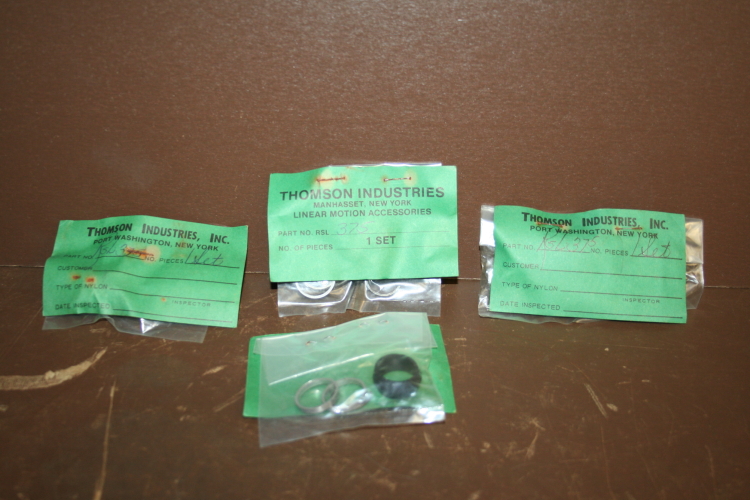 THOMSON INDUSTRIES, INC.
PORT WASHINGTON, NEW YORK
PART NO. NO. PIECES 1 set
CUSTOMER
TYPE OF NYLON
INSPECTOR
DATE INSPECTED
THOMSON INDUSTRIES
MANHASSET, NEW YORK
LINEAR MOTION ACCESSORIES
PART NO. RSL
NO. OF PIECES 1 SET
THOMSON INDUSTRIES, INC.
PORT WASHINGTON, NEW YORK
PART NO. NO. PIECES 1 set
CUSTOMER
TYPE OF NYLON
INSPECTOR
DATE INSPECTED